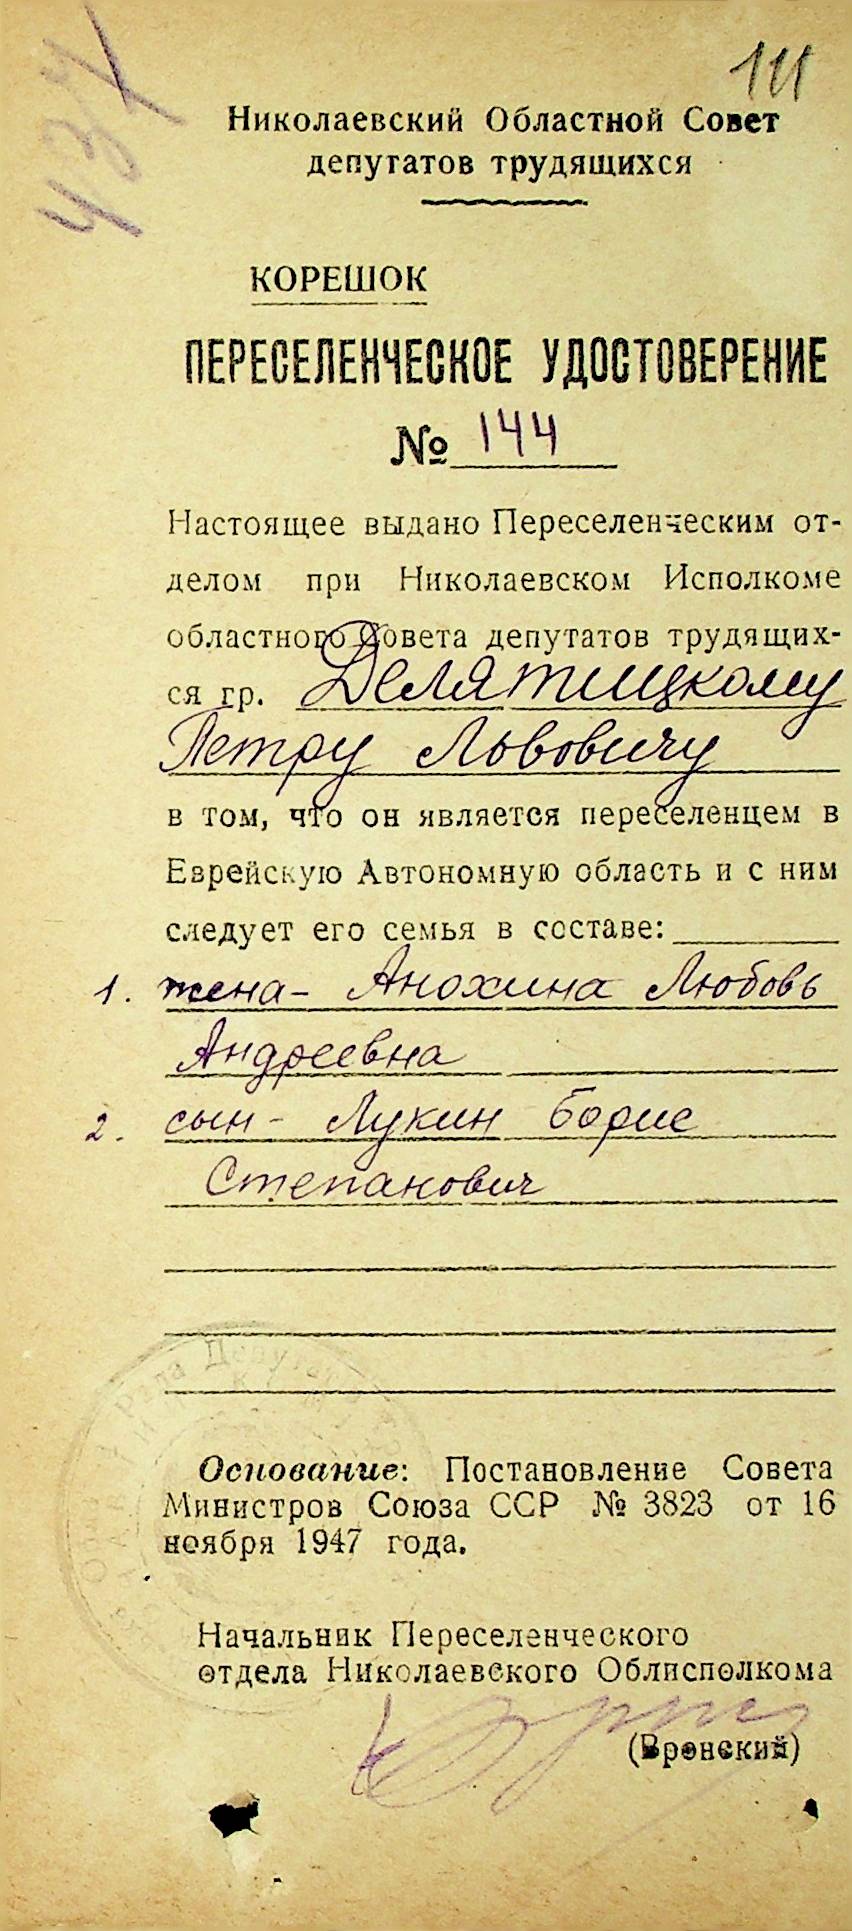 111
434
Николаевский Областной Совет
депутатов трудящихся
КОРЕШОК
ПЕРЕСЕЛЕНЧЕСКОЕ УДОСТОВЕРЕНИЕ
№ 144
Настоящее выдано Переселенческим от-
делом при Николаевском Исполкоме
областного Совета депутатов трудящих-
ся гр. Делятицкому
Петру Львовичу
в том, что он является переселенцем в
Еврейскую Автономную область и с ним
следует его семья в составе:
1. жена - Анохина Любовь
Андреевна
2. сын - Лукин Борис
Степанович
Рада Депутатів
Основание: Постановление Совета
Министров Союза ССР № 3823 от 16
ноября 1947 года.
Начальник Переселенческого
отдела Николаевского Облисполкома
(Вронский)